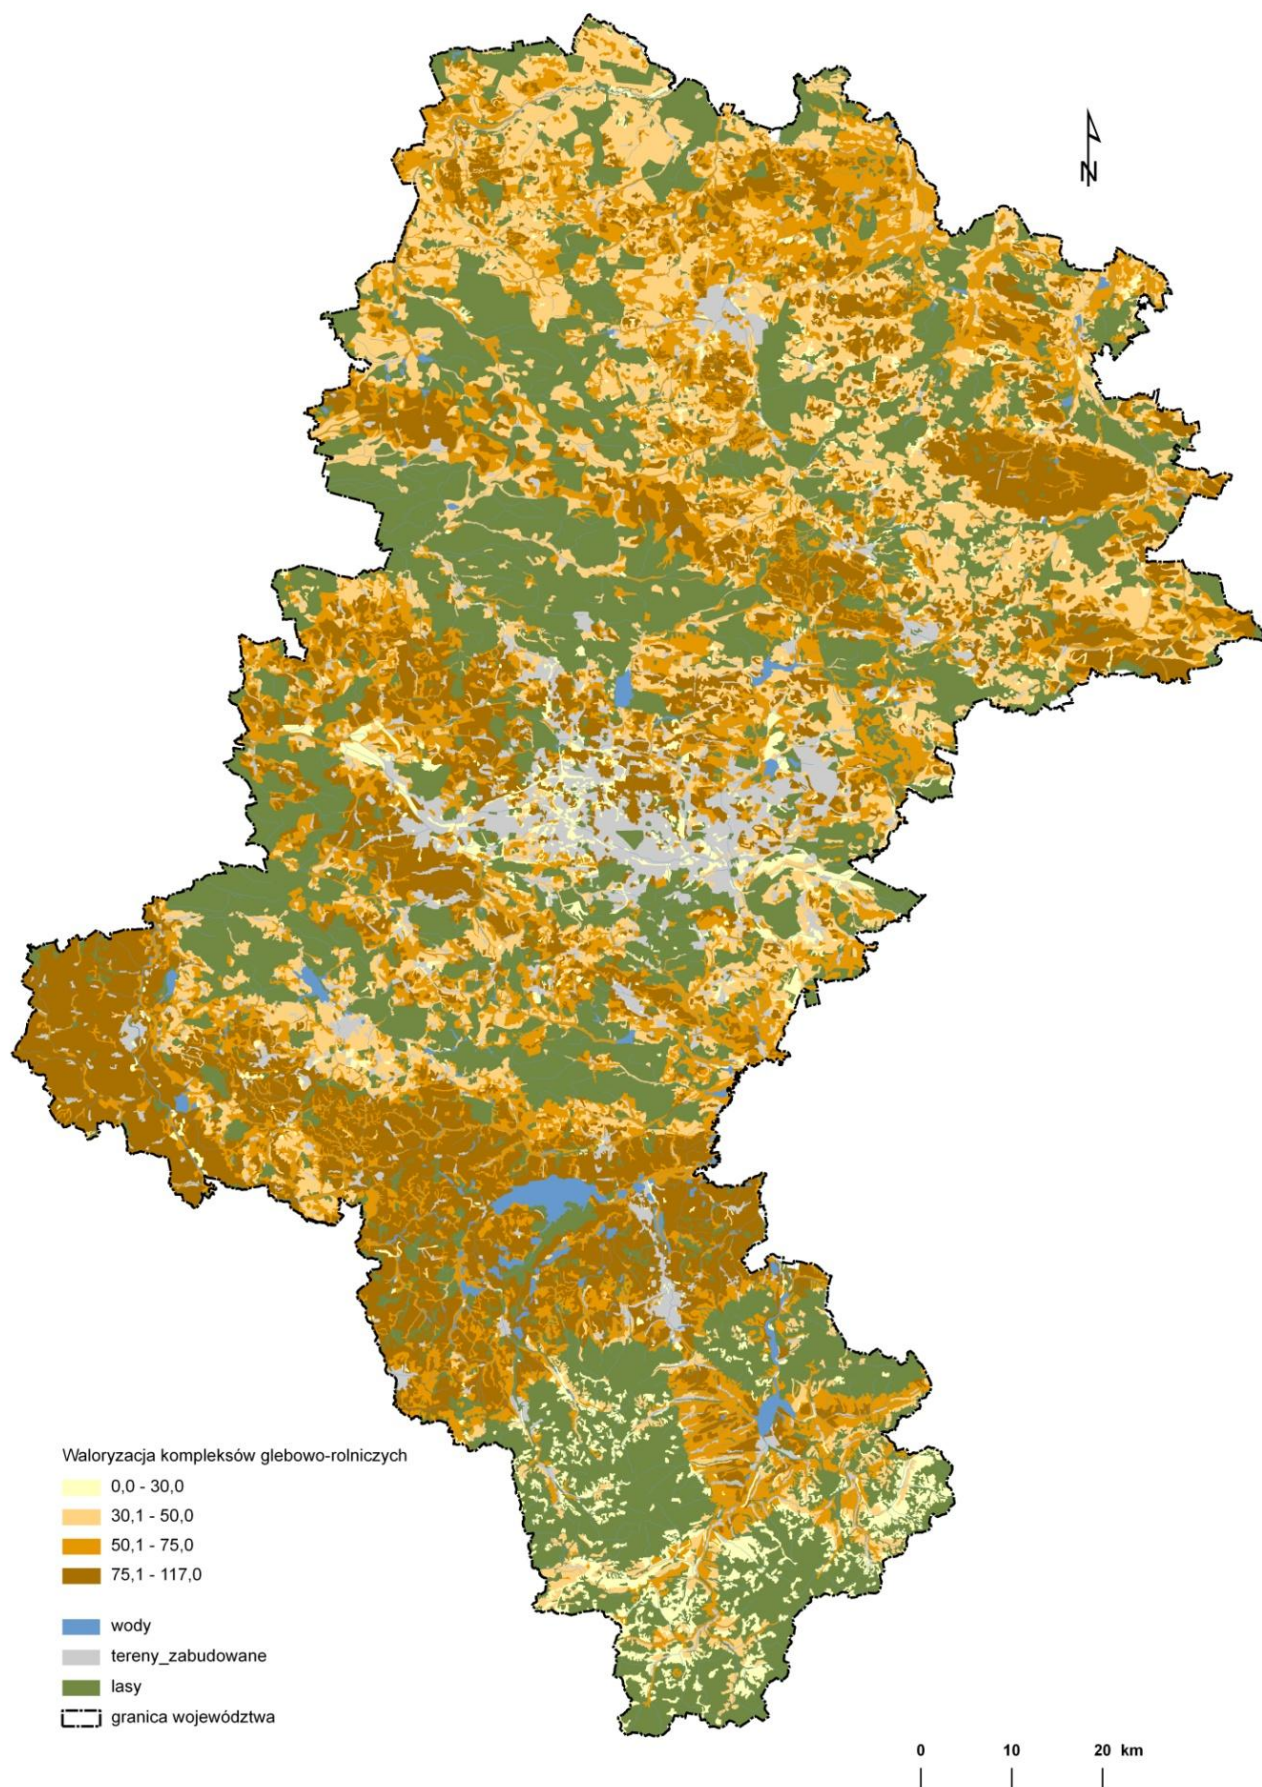 N
Waloryzacja kompleksów glebowo-rolniczych
0,0 - 30,0
30,1 - 50,0
50,1 - 75,0
75,1 - 117,0
wody
tereny_zabudowane
lasy
granica województwa
0 10 20 km